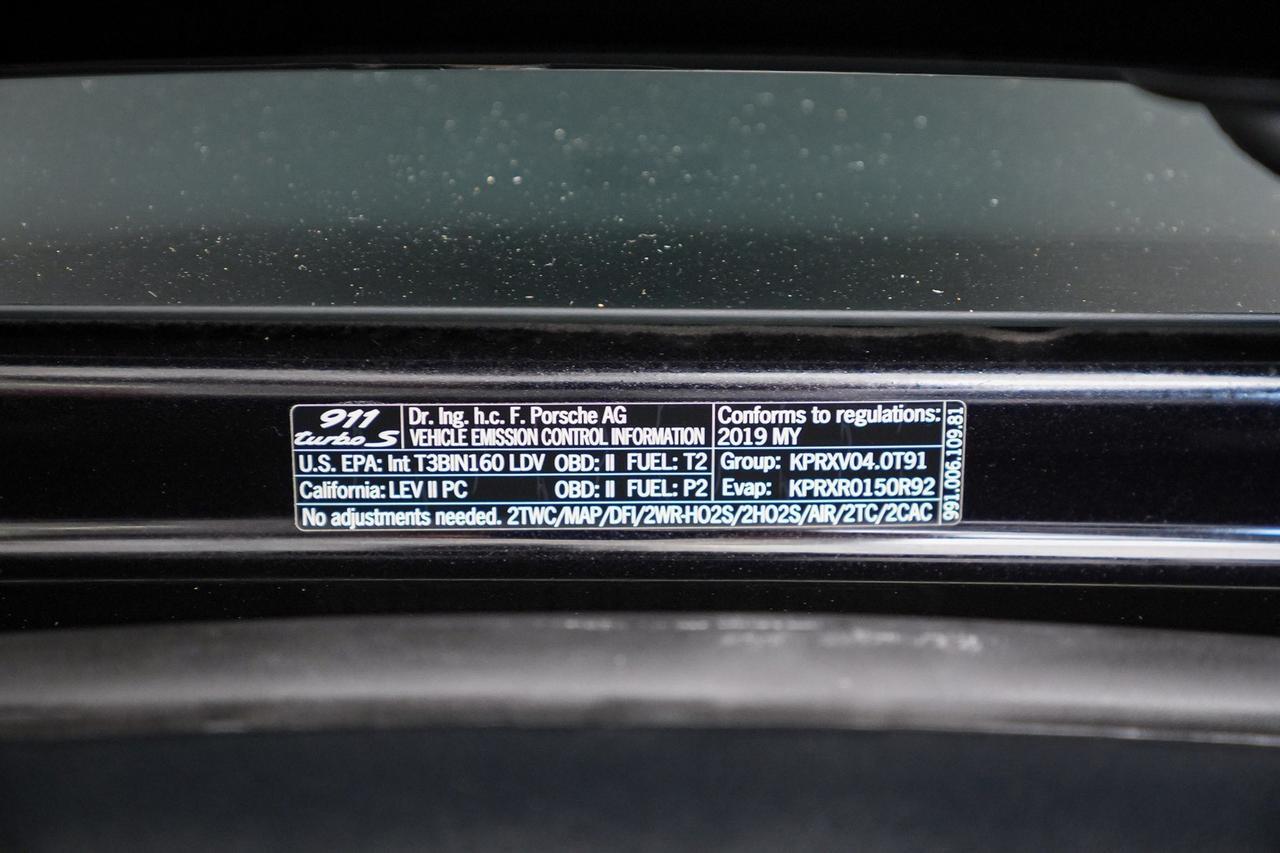 911
turbo S
Dr. Ing. h.c. F. Porsche AG
VEHICLE EMISSION CONTROL INFORMATION
Conforms to regulations:
2019 MY
U.S. EPA: Int T3BIN160 LDV OBD: II FUEL: T2
Group: KPRXV04.0T91
California: LEV II PC OBD: II FUEL: P2
Evap: KPRXR0150R92
No adjustments needed. 2TWC/MAP/DFI/2WR-HO2S/2HO2S/AIR/2TC/2CAC
991.006.109.81